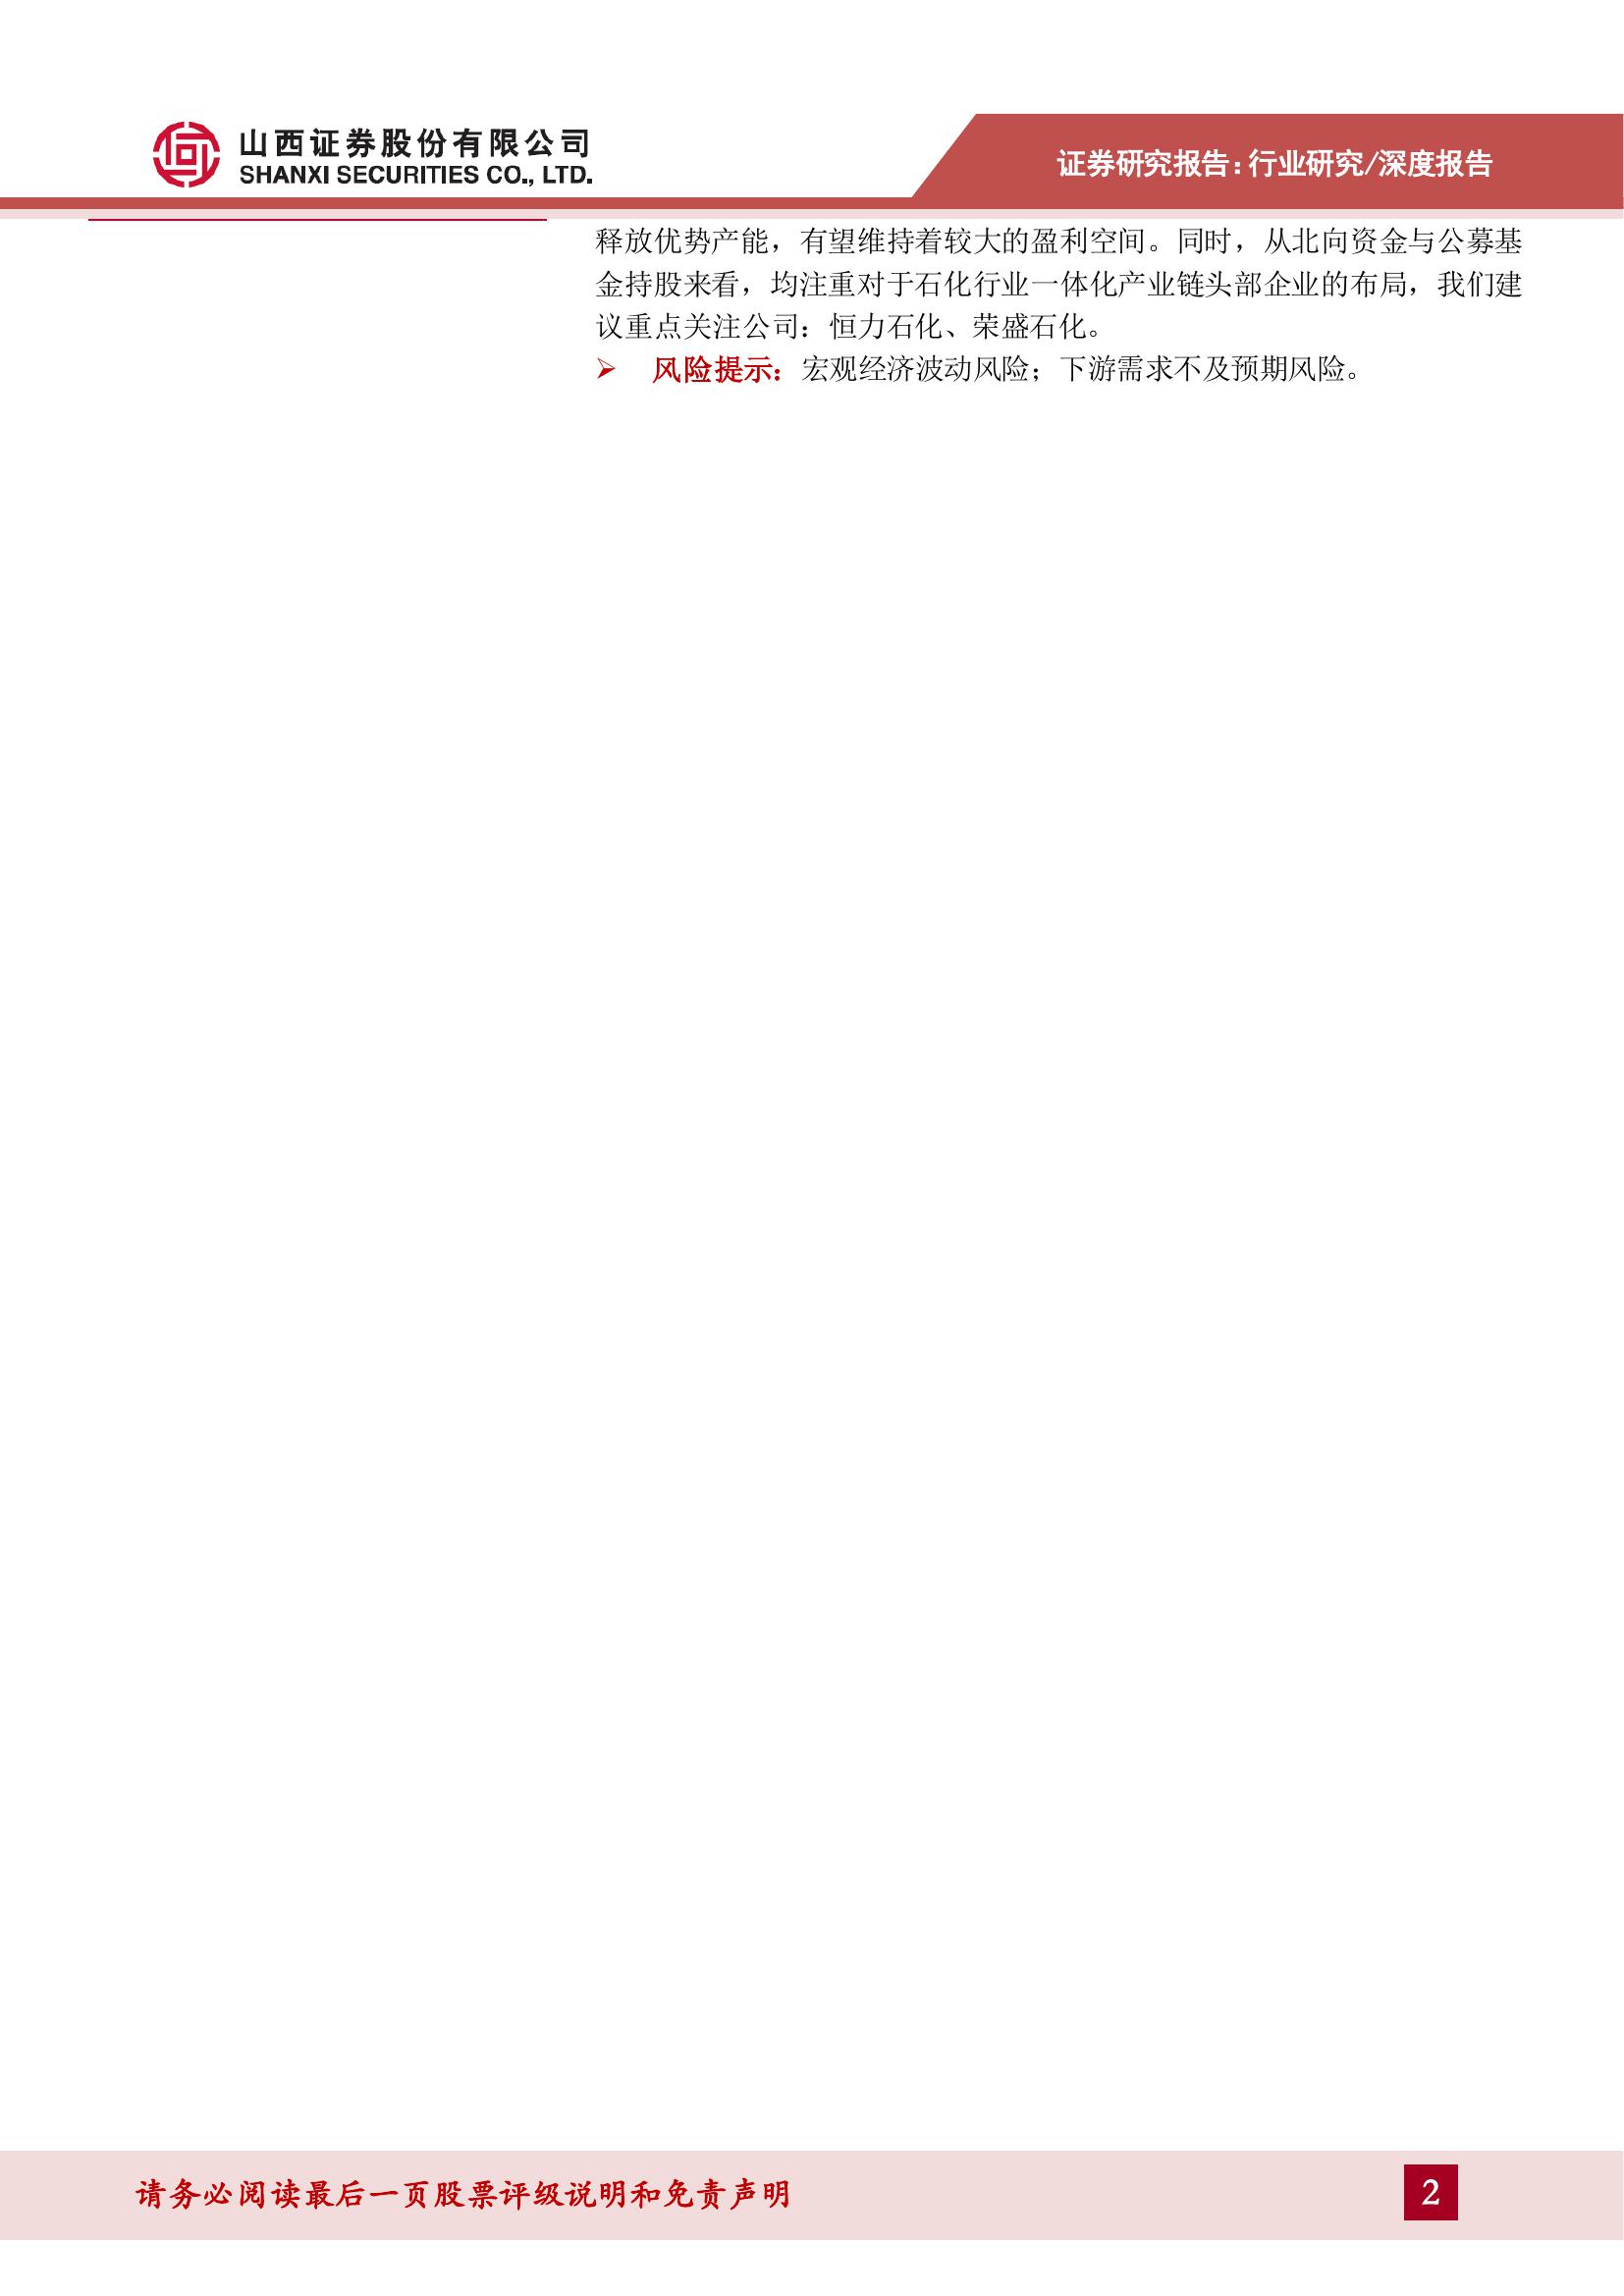 山西证券股份有限公司
SHANXI SECURITIES CO., LTD.
证券研究报告：行业研究/深度报告
释放优势产能，有望维持着较大的盈利空间。同时，从北向资金与公募基
金持股来看，均注重对于石化行业一体化产业链头部企业的布局，我们建
议重点关注公司：恒力石化、荣盛石化。
➢ 风险提示：宏观经济波动风险；下游需求不及预期风险。
请务必阅读最后一页股票评级说明和免责声明
2